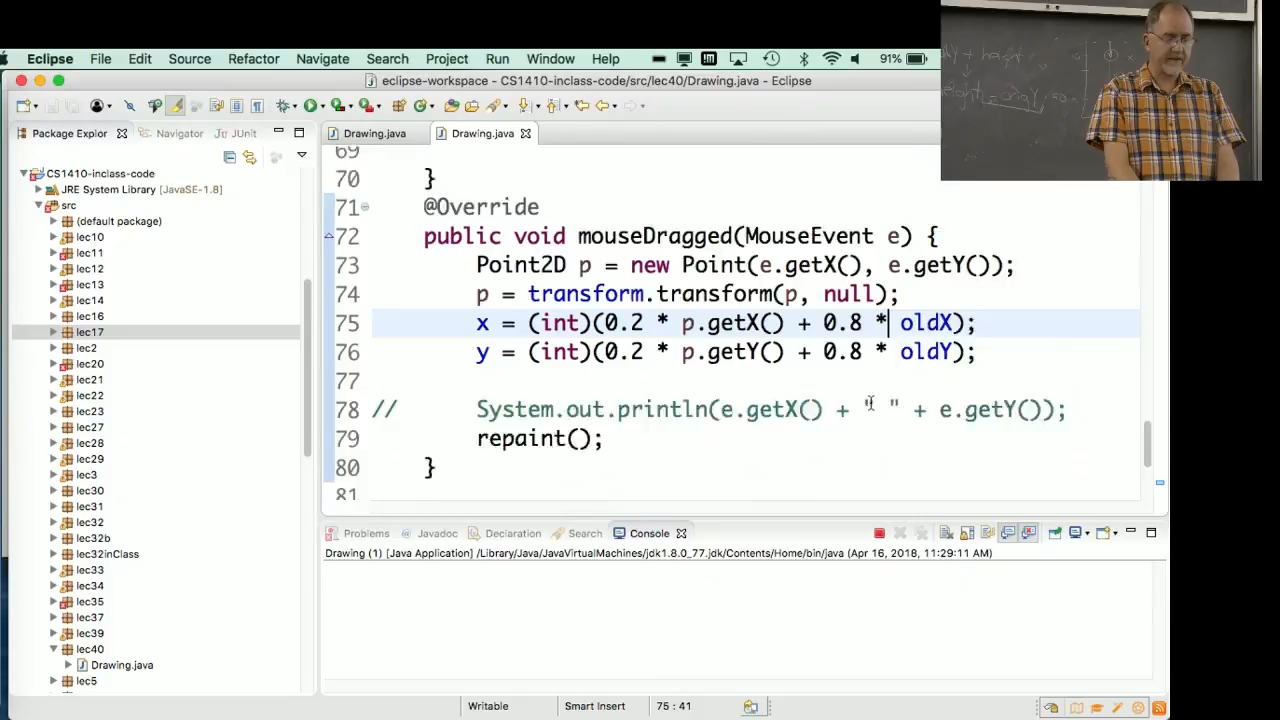 Eclipse File Edit Source Refactor Navigate Search Project Run Window Help 91%
eclipse-workspace - CS1410-inclass-code/src/lec40/Drawing.java - Eclipse
Package Explor Navigator JUnit
Drawing.java Drawing.java
CS1410-inclass-code
JRE System Library [JavaSE-1.8]
src
(default package)
lec10
lec11
lec12
lec13
lec14
lec16
lec17
lec2
lec20
lec21
lec22
lec23
lec27
lec28
lec29
lec3
lec30
lec31
lec32
lec32b
lec32inClass
lec33
lec34
lec35
lec37
lec39
lec40
Drawing.java
lec5
69
70 }
71 @Override
72 public void mouseDragged(MouseEvent e) {
73 Point2D p = new Point(e.getX(), e.getY());
74 p = transform.transform(p, null);
75 x = (int)(0.2 * p.getX() + 0.8 * oldX);
76 y = (int)(0.2 * p.getY() + 0.8 * oldY);
77
78 // System.out.println(e.getX() + " " + e.getY());
79 repaint();
80 }
81
Problems Javadoc Declaration Search Console
Drawing (1) [Java Application] /Library/Java/JavaVirtualMachines/jdk1.8.0_77.jdk/Contents/Home/bin/java (Apr 16, 2018, 11:29:11 AM)
Writable Smart Insert 75 : 41